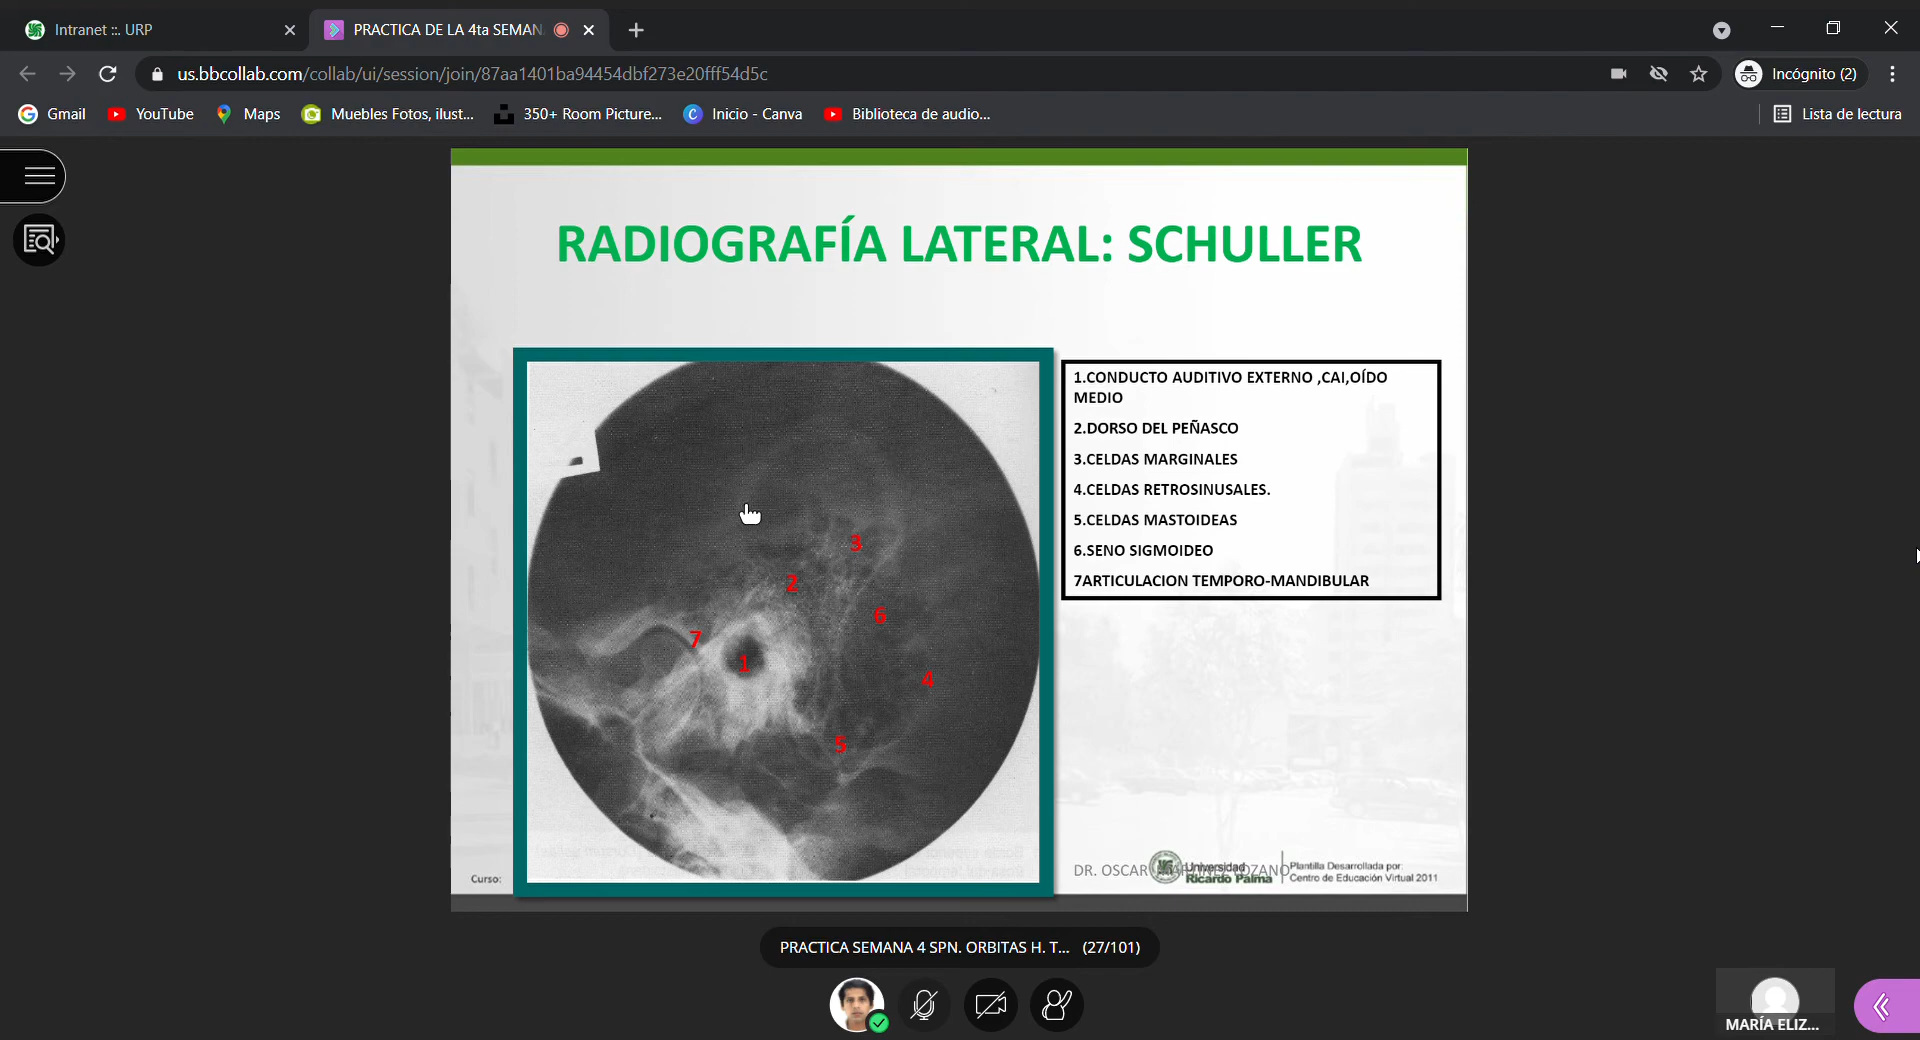 Intranet ::. URP
PRACTICA DE LA 4ta SEMAN
us.bbcollab.com/collab/ui/session/join/87aa1401ba94454dbf273e20fff54d5c
Incógnito (2)
Gmail
YouTube
Maps
Muebles Fotos, ilust...
350+ Room Picture...
Inicio - Canva
Biblioteca de audio...
Lista de lectura
RADIOGRAFÍA LATERAL: SCHULLER
1.CONDUCTO AUDITIVO EXTERNO ,CAI,OÍDO
MEDIO
2.DORSO DEL PEÑASCO
3.CELDAS MARGINALES
4.CELDAS RETROSINUSALES.
5.CELDAS MASTOIDEAS
6.SENO SIGMOIDEO
7ARTICULACION TEMPORO-MANDIBULAR
3
2
6
7
1
4
5
Curso:
DR. OSCAR
Universidad
Ricardo Palma
Plantilla Desarrollada por:
Centro de Educación Virtual 2011
PRACTICA SEMANA 4 SPN. ORBITAS H. T... (27/101)
MARÍA ELIZ...